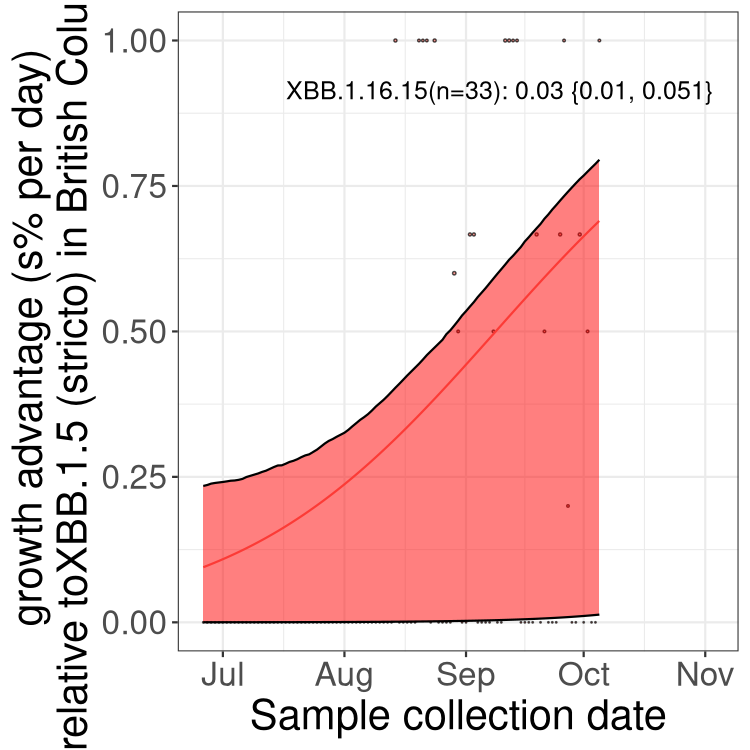 growth advantage (s% per day)
relative toXBB.1.5 (stricto) in British Colu
1.00
0.75
0.50
0.25
0.00
XBB.1.16.15(n=33): 0.03 {0.01, 0.051}
Jul Aug Sep Oct Nov
Sample collection date